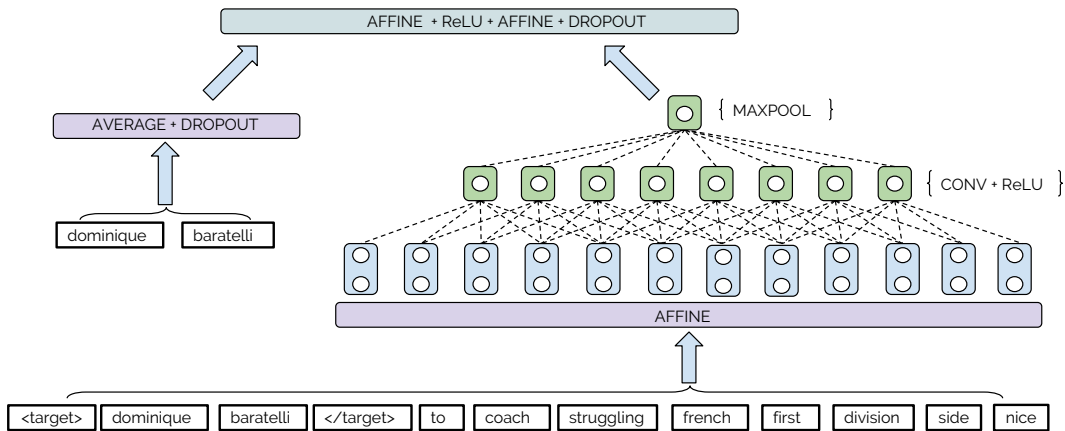 AFFINE + ReLU + AFFINE + DROPOUT
AVERAGE + DROPOUT
{ MAXPOOL }
{ CONV + ReLU }
dominique baratelli
AFFINE
<target> dominique baratelli </target> to coach struggling french first division side nice